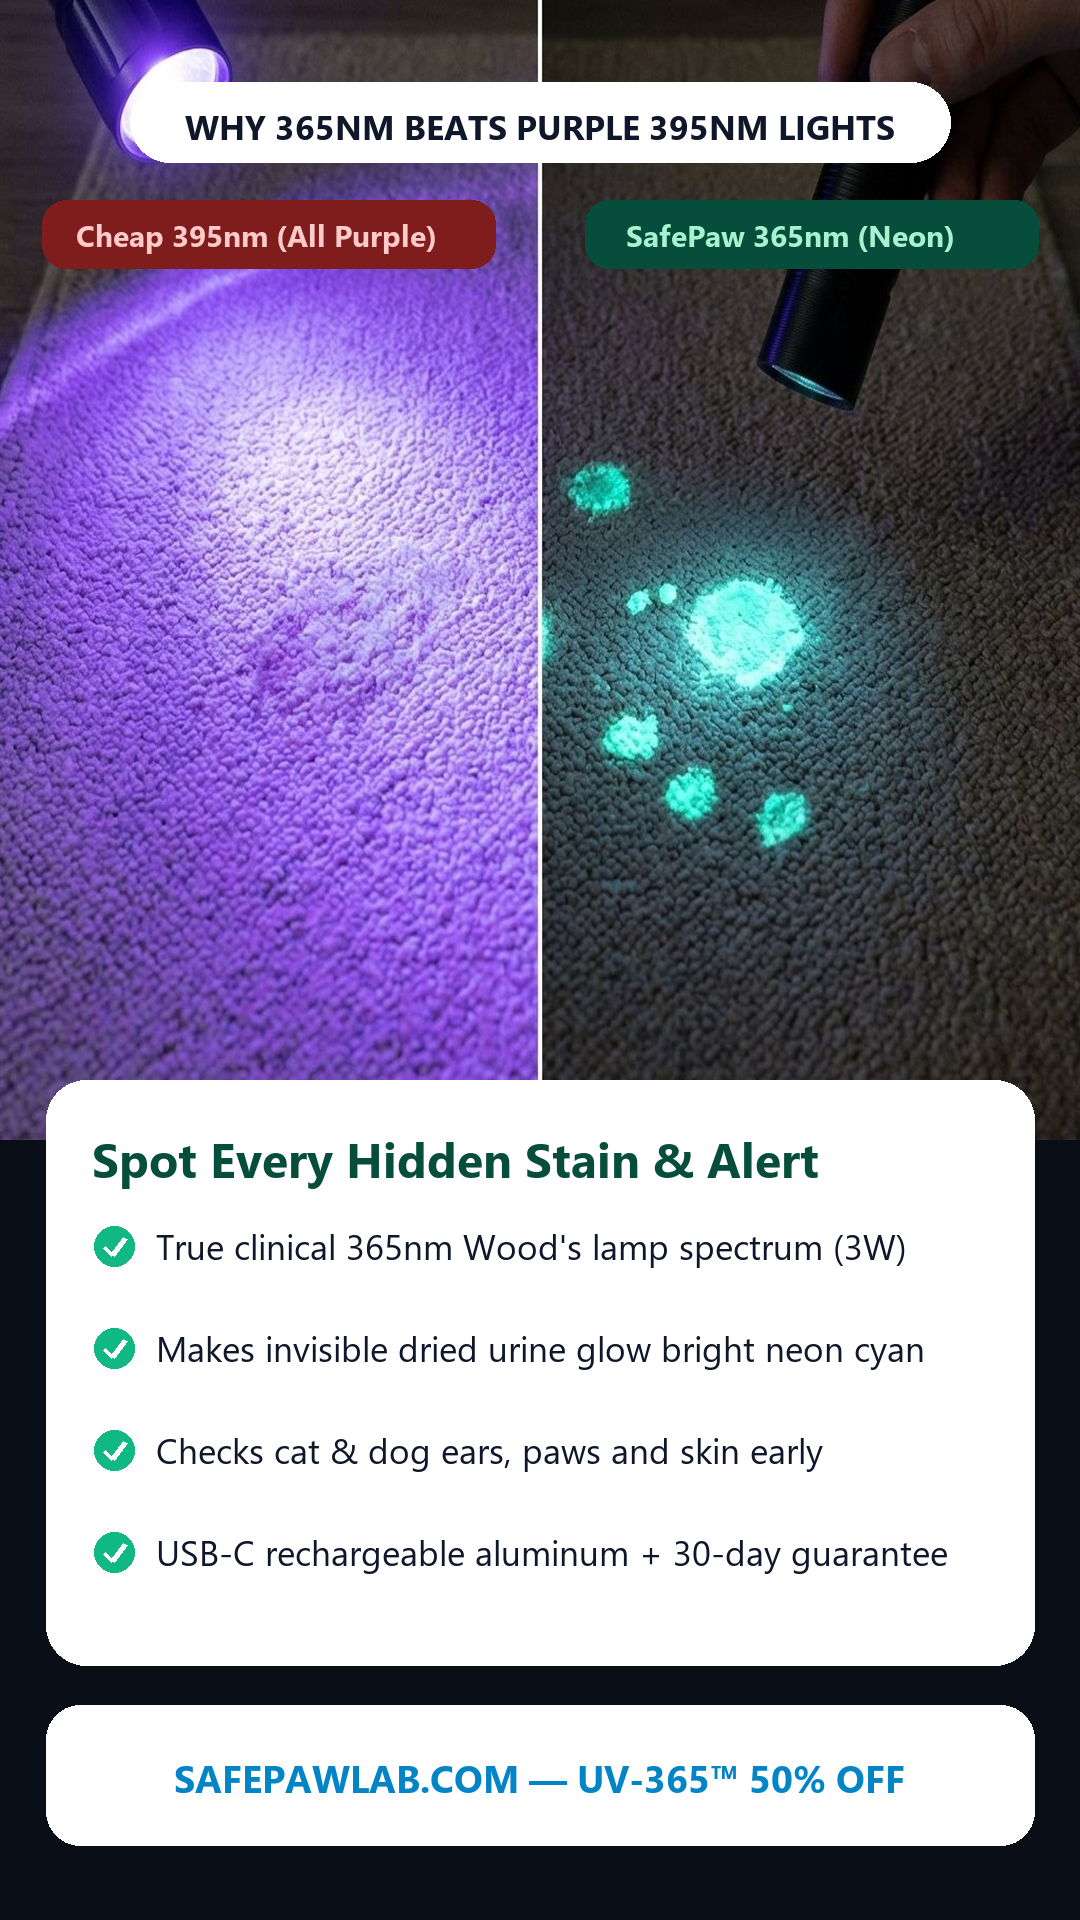 WHY 365NM BEATS PURPLE 395NM LIGHTS
Cheap 395nm (All Purple)
SafePaw 365nm (Neon)
Spot Every Hidden Stain & Alert
True clinical 365nm Wood's lamp spectrum (3W)
Makes invisible dried urine glow bright neon cyan
Checks cat & dog ears, paws and skin early
USB-C rechargeable aluminum + 30-day guarantee
SAFEPAWLAB.COM — UV-365™ 50% OFF